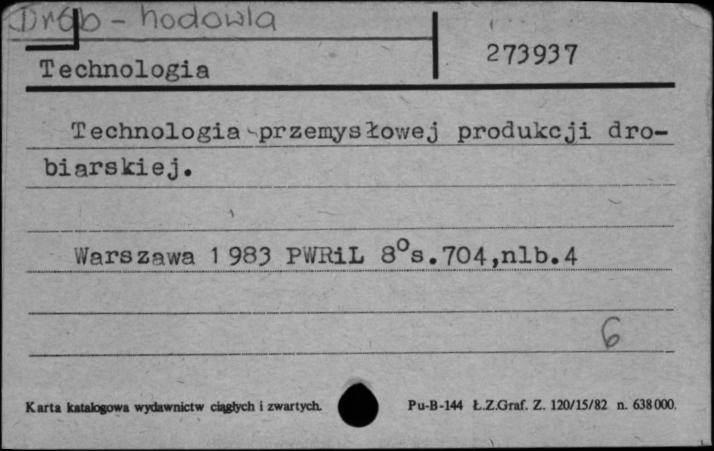 Drób - hodowla
273937
Technologia
Technologia przemysłowej produkcji dro-
biarskiej.
Warszawa 1983 PWRiL 8°s.704,nlb.4
6
Karta katalogowa wydawnictw ciągłych i zwartych.
Pu-B-144 Ł.Z.Graf. Z. 120/15/82 n. 638000.